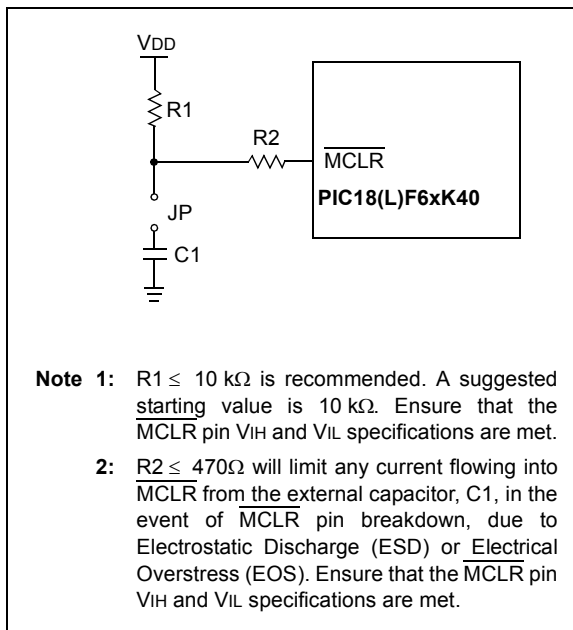 VDD
R1
R2
MCLR
JP
PIC18(L)F6xK40
C1
Note 1: R1 ≤ 10 kΩ is recommended. A suggested
starting value is 10 kΩ. Ensure that the
MCLR pin VIH and VIL specifications are met.
2: R2 ≤ 470Ω will limit any current flowing into
MCLR from the external capacitor, C1, in the
event of MCLR pin breakdown, due to
Electrostatic Discharge (ESD) or Electrical
Overstress (EOS). Ensure that the MCLR pin
VIH and VIL specifications are met.